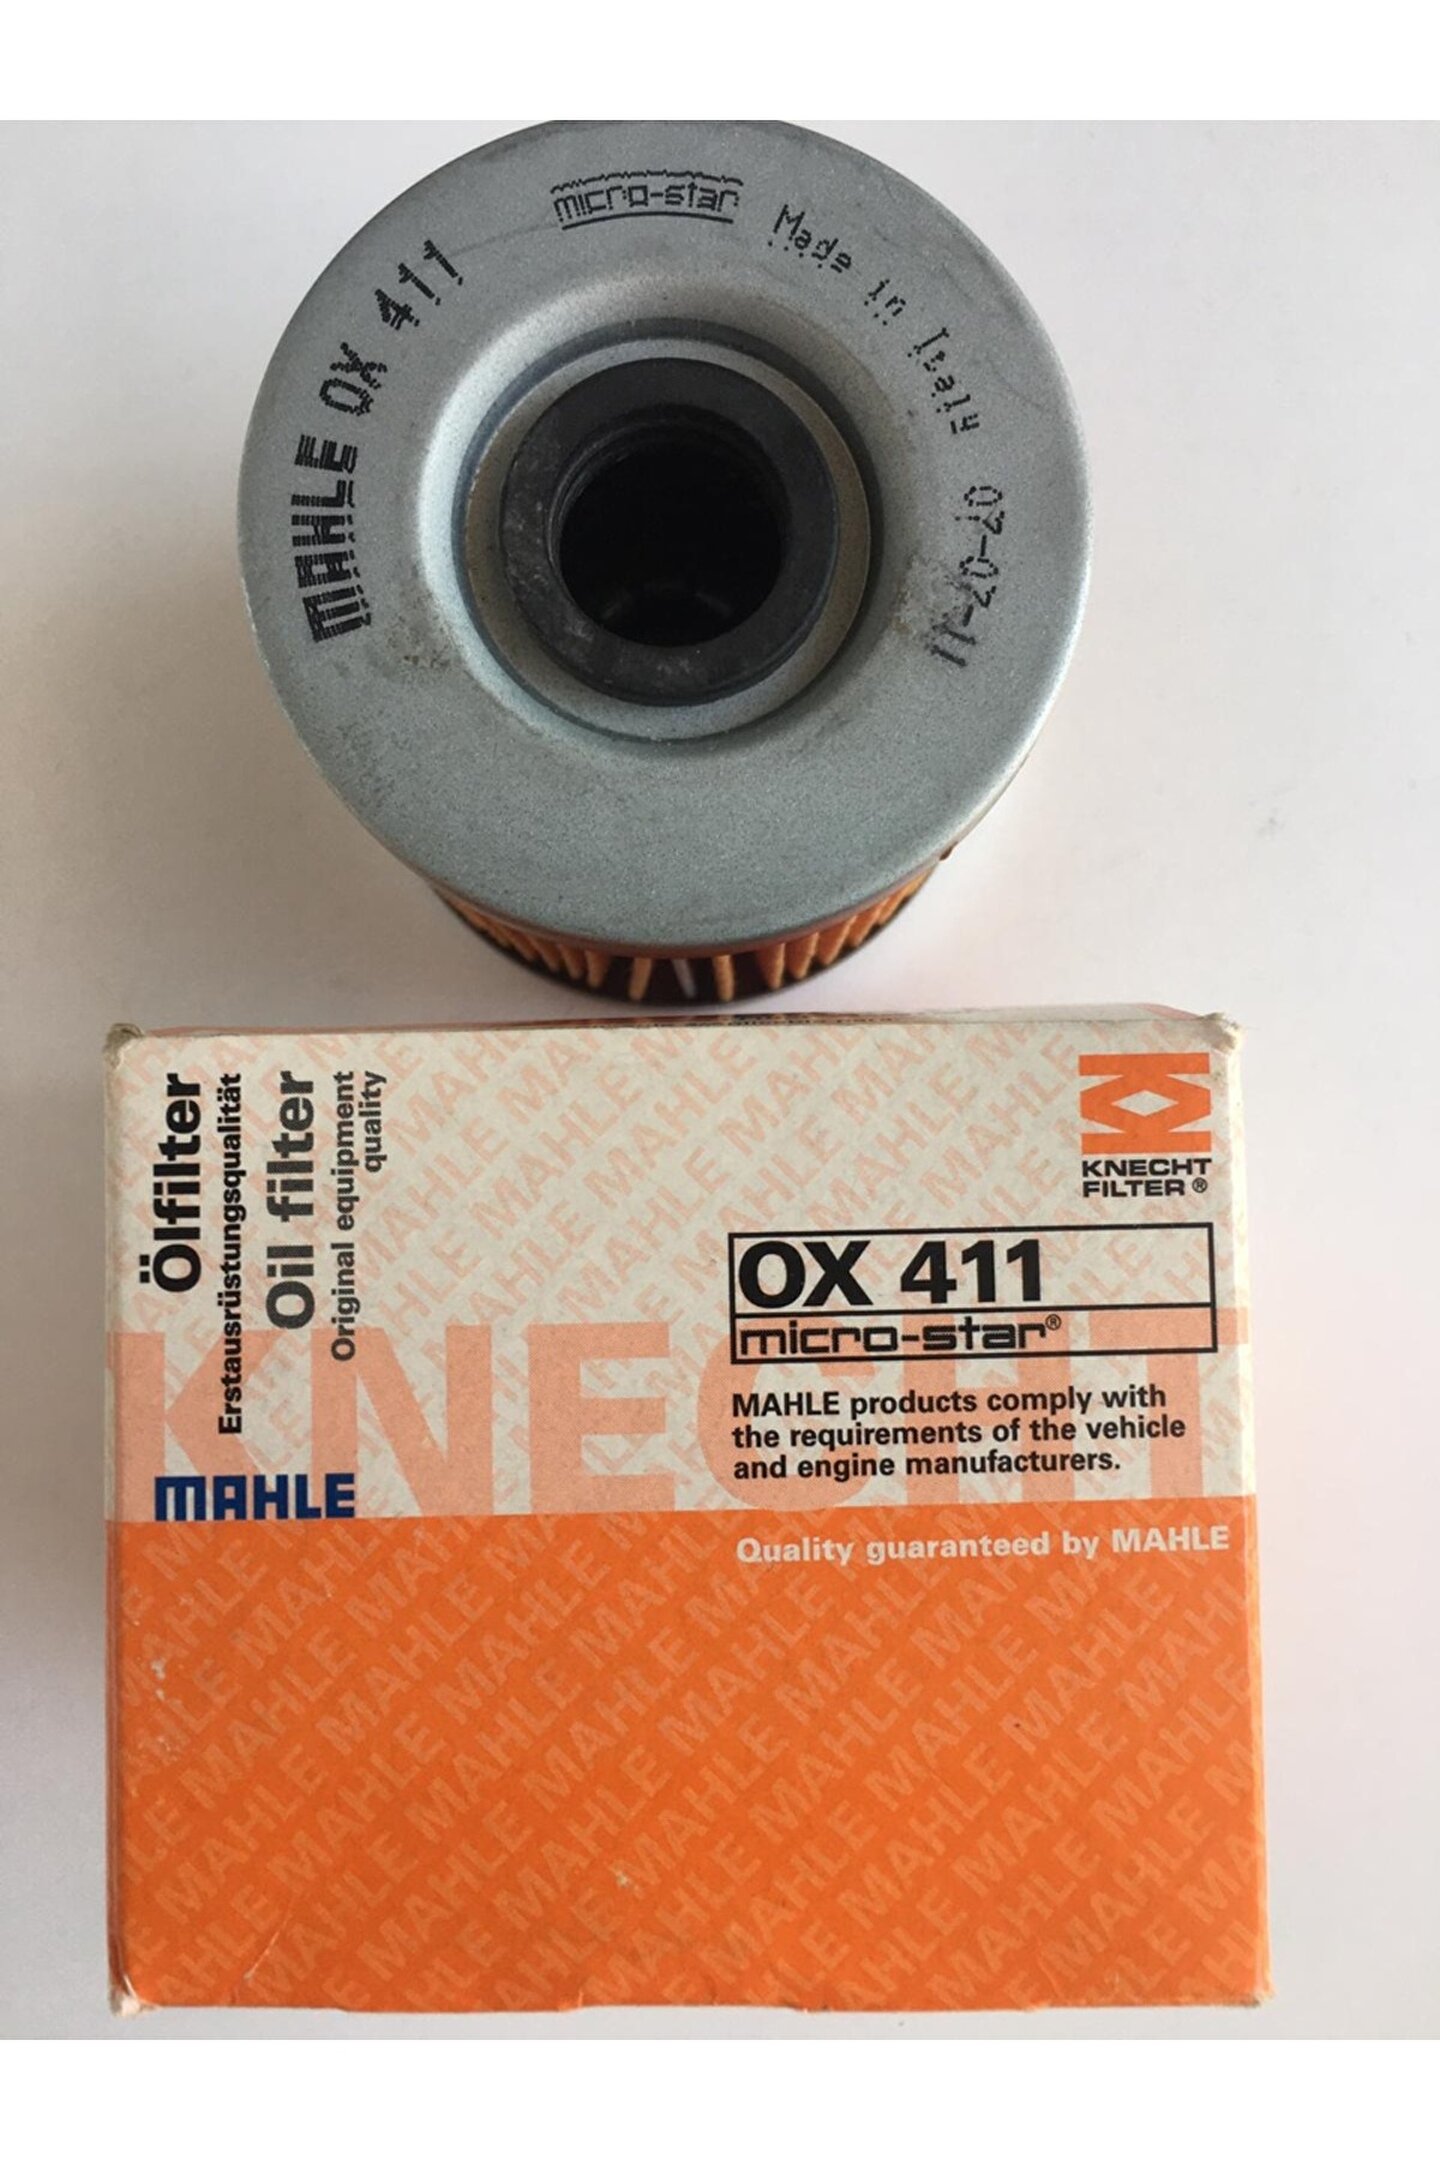 micro-star
MAHLE OX 411
Made in Italy
07-07-11
Ölfilter
Erstausrüstungsqualität
Oil filter
Original equipment
quality
KNECHT
FILTER®
OX 411
micro-star®
MAHLE products comply with
the requirements of the vehicle
and engine manufacturers.
KNECHT
MAHLE
Quality guaranteed by MAHLE